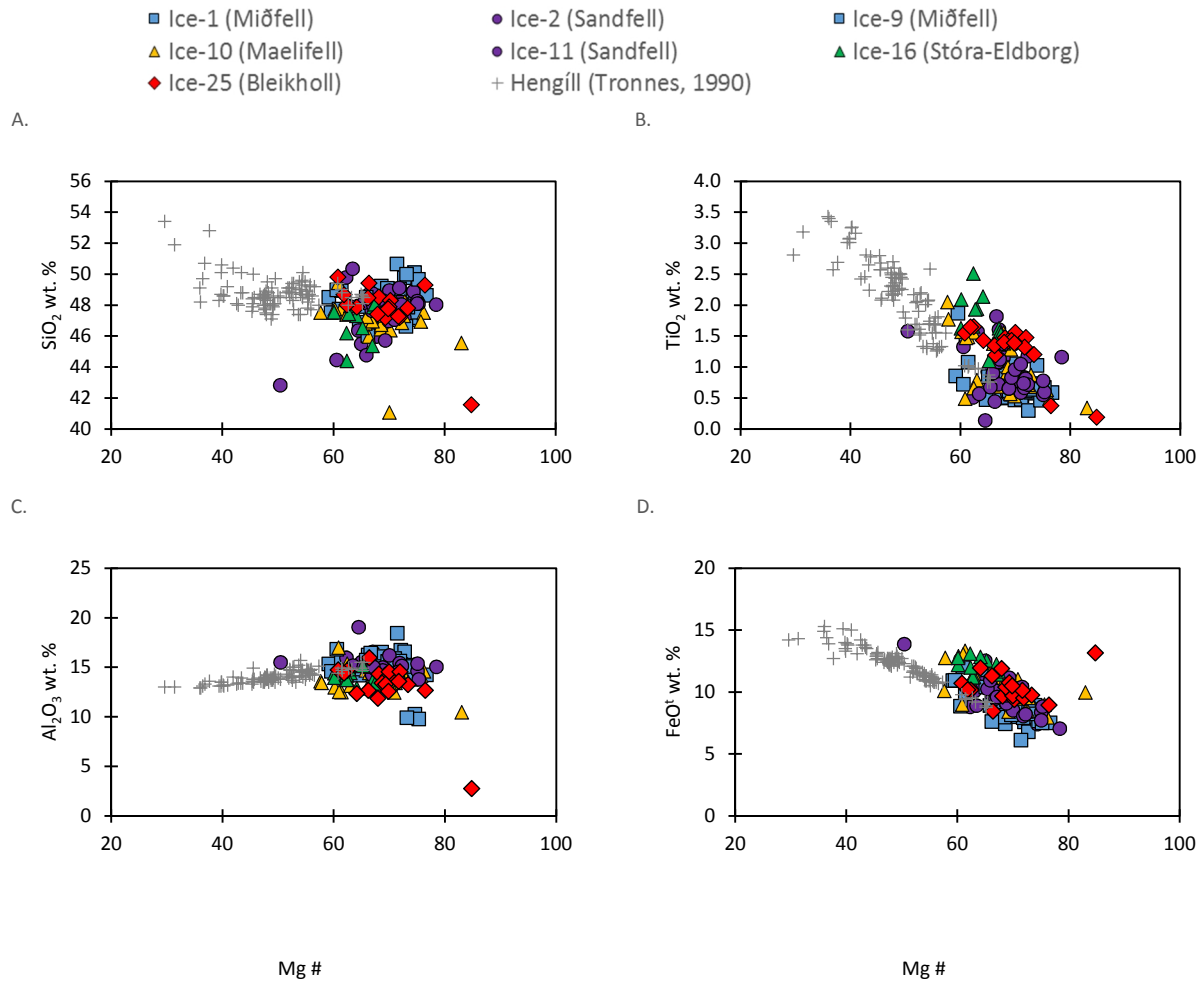 Ice-1 (Miðfell) Ice-2 (Sandfell) Ice-9 (Miðfell)
Ice-10 (Maelifell) Ice-11 (Sandfell) Ice-16 (Stóra-Eldborg)
Ice-25 (Bleikholl) Hengíll (Tronnes, 1990)
A.
SiO2 wt. %
56
54
52
50
48
46
44
42
40
20 40 60 80 100
B.
TiO2 wt. %
4.0
3.5
3.0
2.5
2.0
1.5
1.0
0.5
0.0
20 40 60 80 100
C.
Al2O3 wt. %
25
20
15
10
5
0
20 40 60 80 100
Mg #
D.
FeOt wt. %
20
15
10
5
0
20 40 60 80 100
Mg #